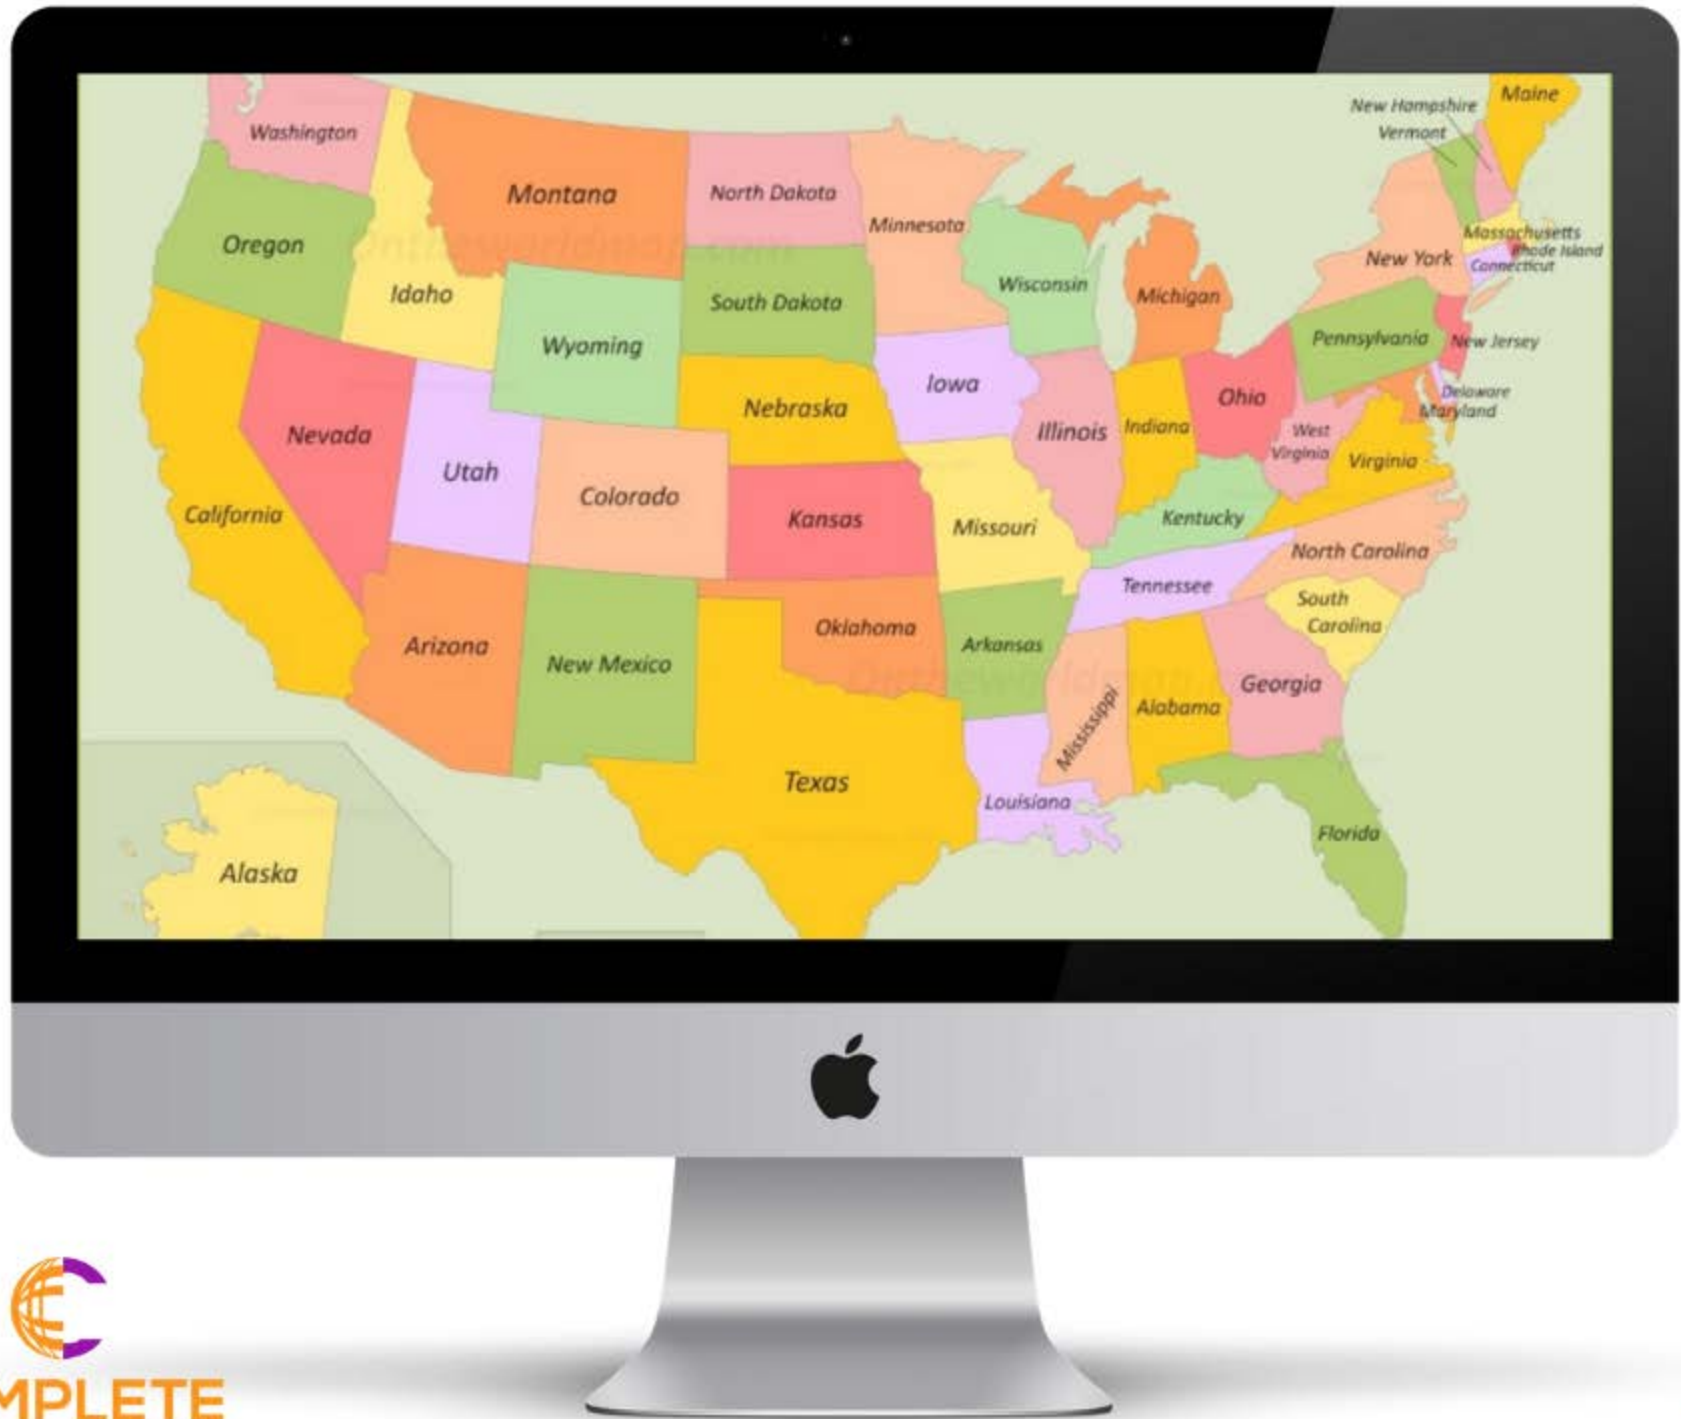 Maine
New Hampshire
Vermont
Washington
Montana
North Dakota
Minnesota
Oregon
Massachusetts
Rhode Island
New York
Connecticut
Idaho
Wisconsin
Michigan
South Dakota
Wyoming
Pennsylvania
New Jersey
Iowa
Delaware
Nebraska
Ohio
Maryland
Nevada
Illinois
Indiana
West
Virginia
Virginia
Utah
Colorado
California
Kansas
Missouri
Kentucky
North Carolina
Tennessee
South
Carolina
Arizona
New Mexico
Oklahoma
Arkansas
Georgia
Mississippi
Alabama
Texas
Louisiana
Florida
Alaska
MPLETE